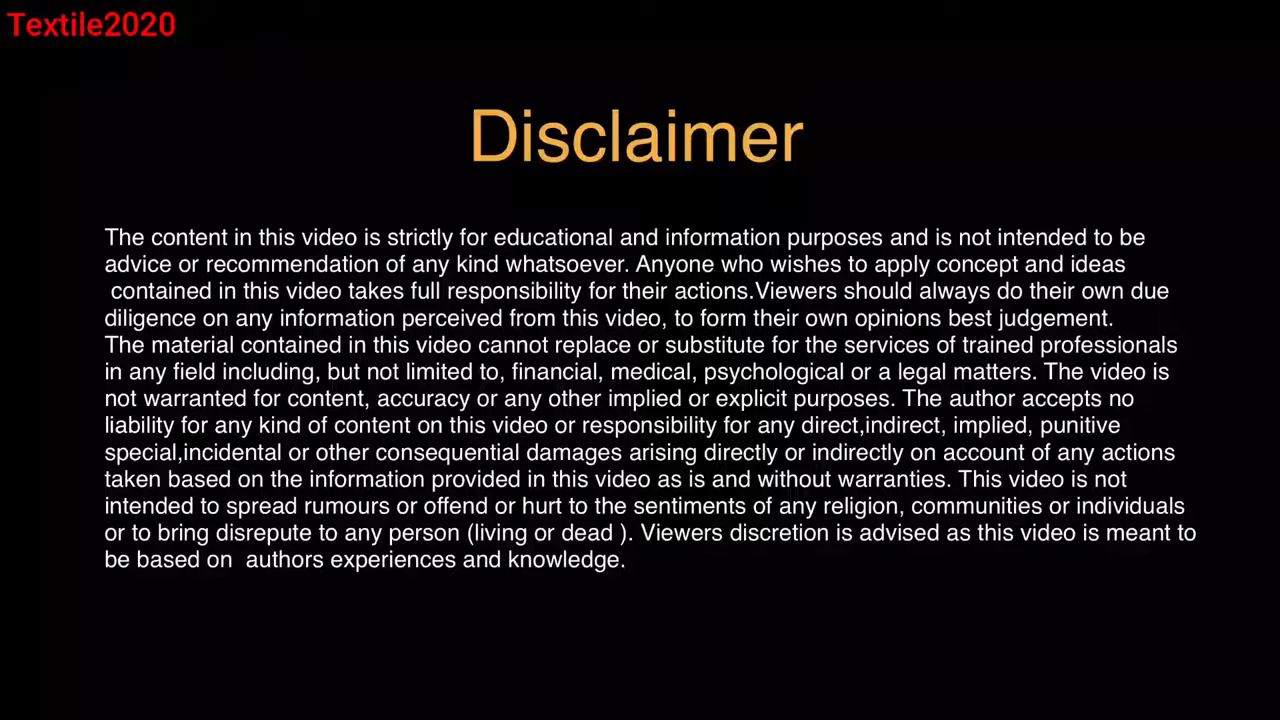 Textile2020
Disclaimer
The content in this video is strictly for educational and information purposes and is not intended to be
advice or recommendation of any kind whatsoever. Anyone who wishes to apply concept and ideas
contained in this video takes full responsibility for their actions.Viewers should always do their own due
diligence on any information perceived from this video, to form their own opinions best judgement.
The material contained in this video cannot replace or substitute for the services of trained professionals
in any field including, but not limited to, financial, medical, psychological or a legal matters. The video is
not warranted for content, accuracy or any other implied or explicit purposes. The author accepts no
liability for any kind of content on this video or responsibility for any direct,indirect, implied, punitive
special,incidental or other consequential damages arising directly or indirectly on account of any actions
taken based on the information provided in this video as is and without warranties. This video is not
intended to spread rumours or offend or hurt to the sentiments of any religion, communities or individuals
or to bring disrepute to any person (living or dead ). Viewers discretion is advised as this video is meant to
be based on  authors experiences and knowledge.